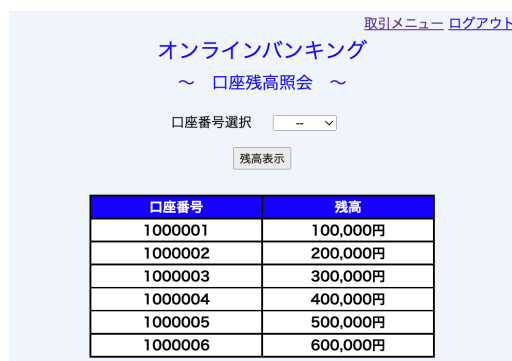 取引メニュー ログアウト
オンラインバンキング
～ 口座残高照会 ～
口座番号選択 --
残高表示
口座番号 残高
1000001 100,000円
1000002 200,000円
1000003 300,000円
1000004 400,000円
1000005 500,000円
1000006 600,000円